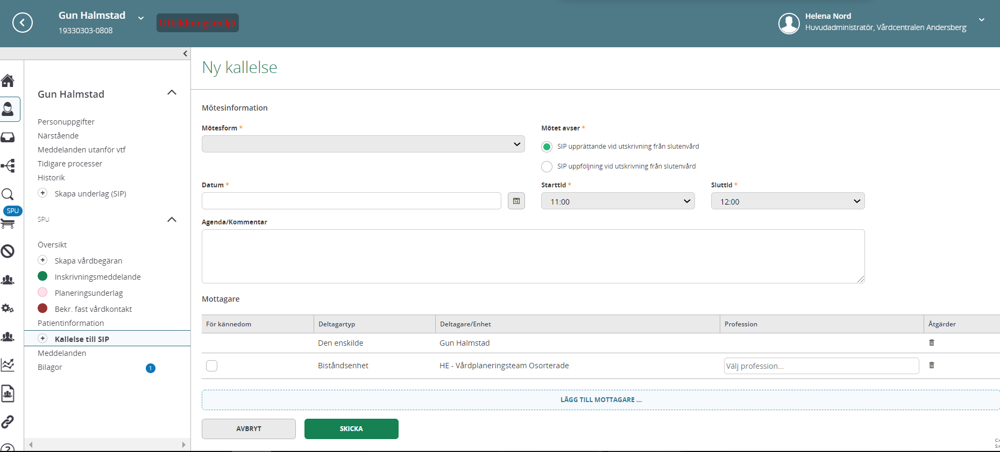 Gun Halmstad
19330303-0808
Utbildningsmiljö
Helena Nord
Huvudadministratör, Vårdcentralen Andersberg
Gun Halmstad
Personuppgifter
Närstående
Meddelanden utanför vtf
Tidigare processer
Historik
Skapa underlag (SIP)
SPU
SPU
Översikt
Skapa vårdbegäran
Inskrivningsmeddelande
Planeringsunderlag
Bekr. fast vårdkontakt
Patientinformation
Kallelse till SIP
Meddelanden
Bilagor 1
Ny kallelse
Mötesinformation
Mötesform *
Mötet avser *
SIP upprättande vid utskrivning från slutenvård
SIP uppföljning vid utskrivning från slutenvård
Datum *
Starttid *
Sluttid *
14
11:00
12:00
Agenda/Kommentar
Mottagare
För kännedom Deltagartyp Deltagare/Enhet Profession Åtgärder
Den enskilde Gun Halmstad
Biståndsenhet HE - Vårdplaneringsteam Osorterade Välj profession...
LÄGG TILL MOTTAGARE ...
AVBRYT SKICKA